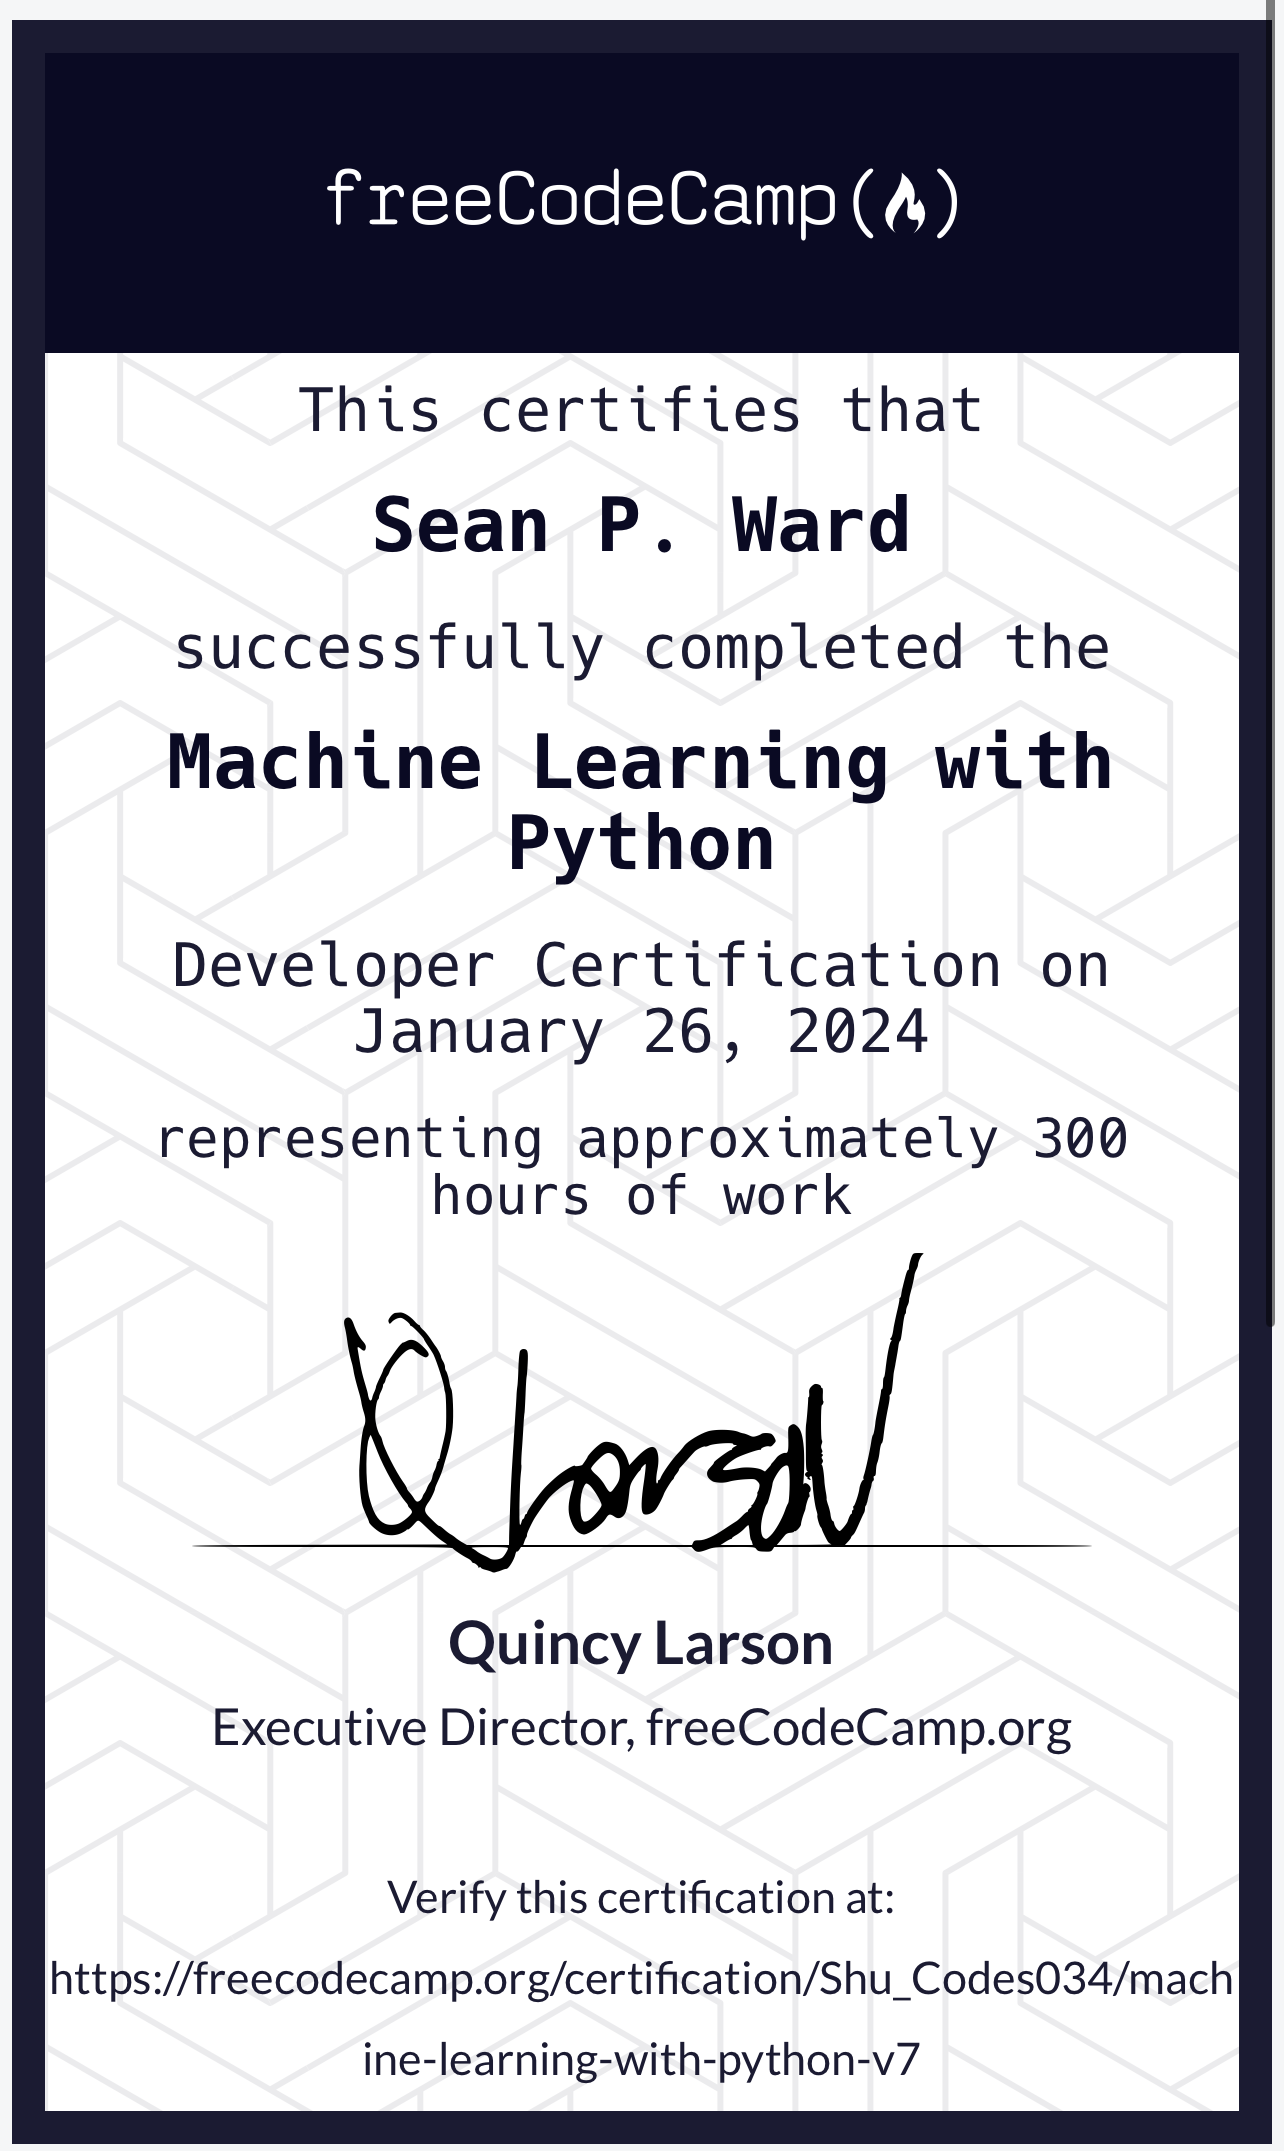 freeCodeCamp
This certifies that
Sean P. Ward
successfully completed the
Machine Learning with
Python
Developer Certification on
January 26, 2024
representing approximately 300
hours of work
Q Larson
Quincy Larson
Executive Director, freeCodeCamp.org
Verify this certification at:
https://freecodecamp.org/certification/Shu_Codes034/mach
ine-learning-with-python-v7